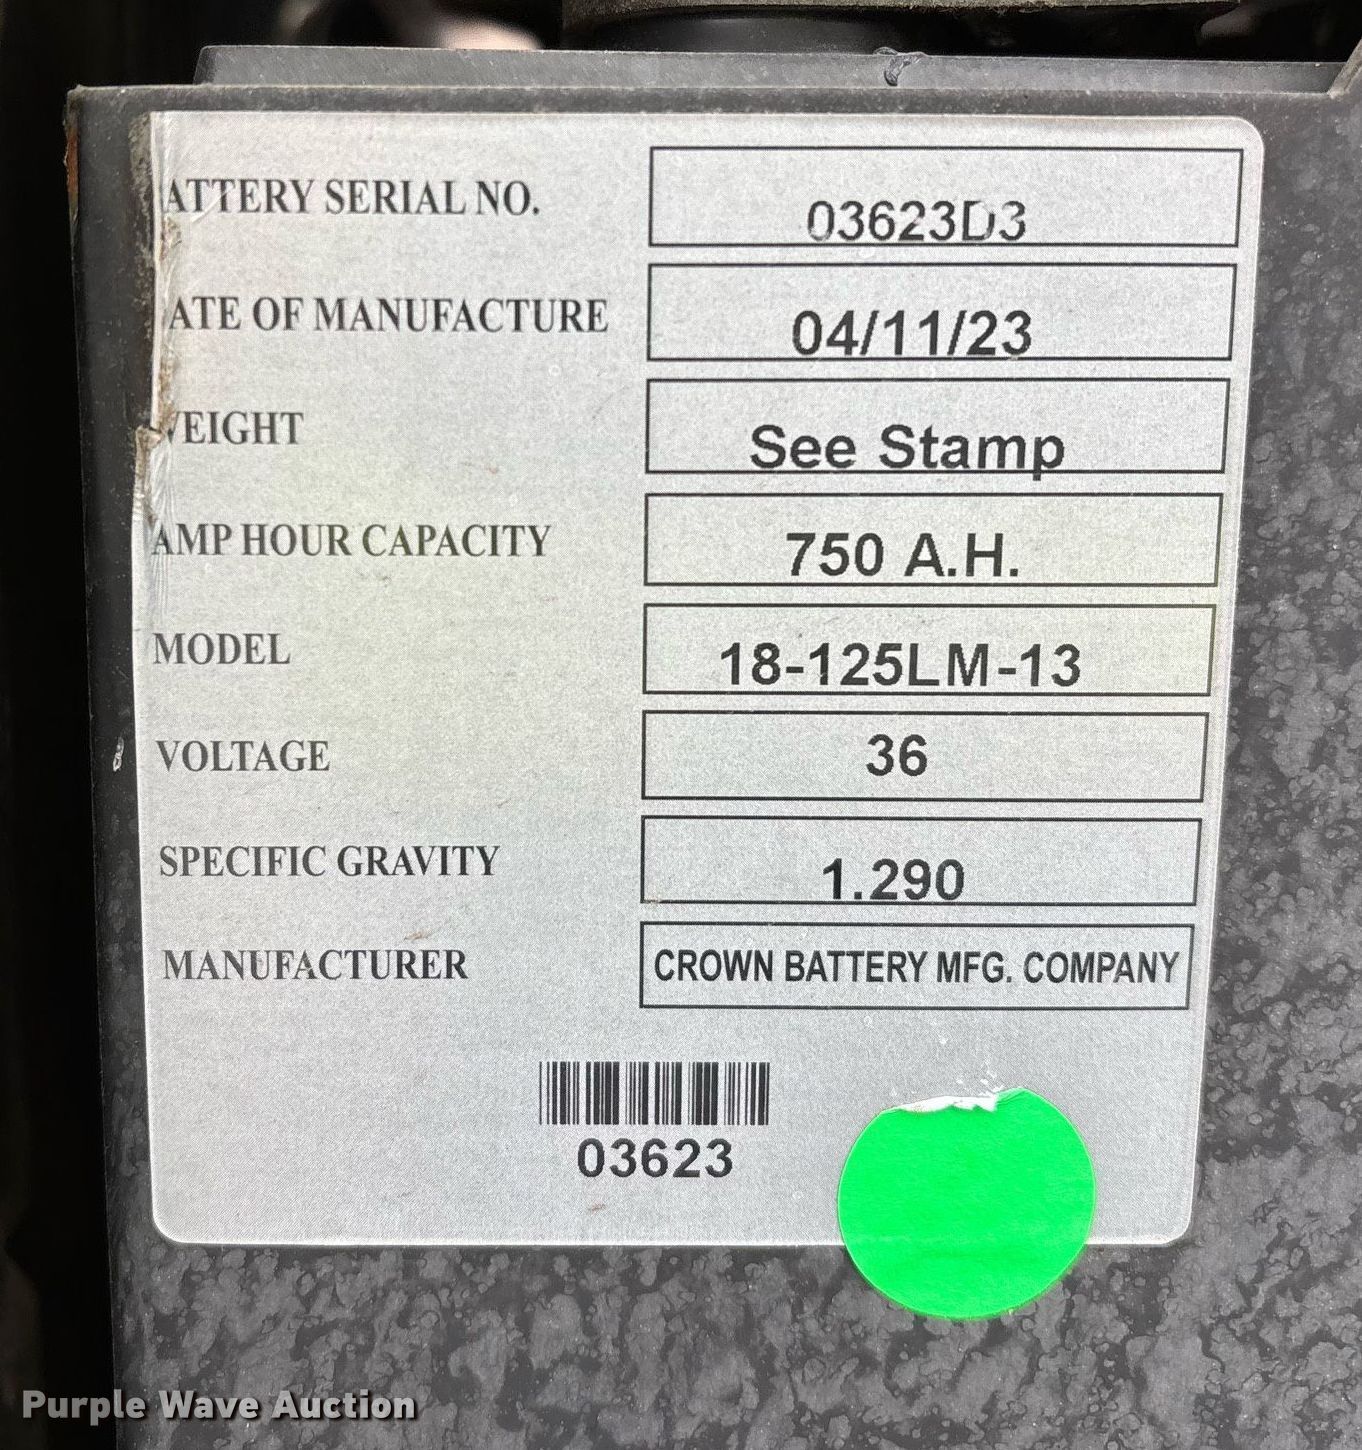 ATTERY SERIAL NO. 03623D3
ATE OF MANUFACTURE 04/11/23
WEIGHT See Stamp
AMP HOUR CAPACITY 750 A.H.
MODEL 18-125LM-13
VOLTAGE 36
SPECIFIC GRAVITY 1.290
MANUFACTURER CROWN BATTERY MFG. COMPANY
03623
Purple Wave Auction